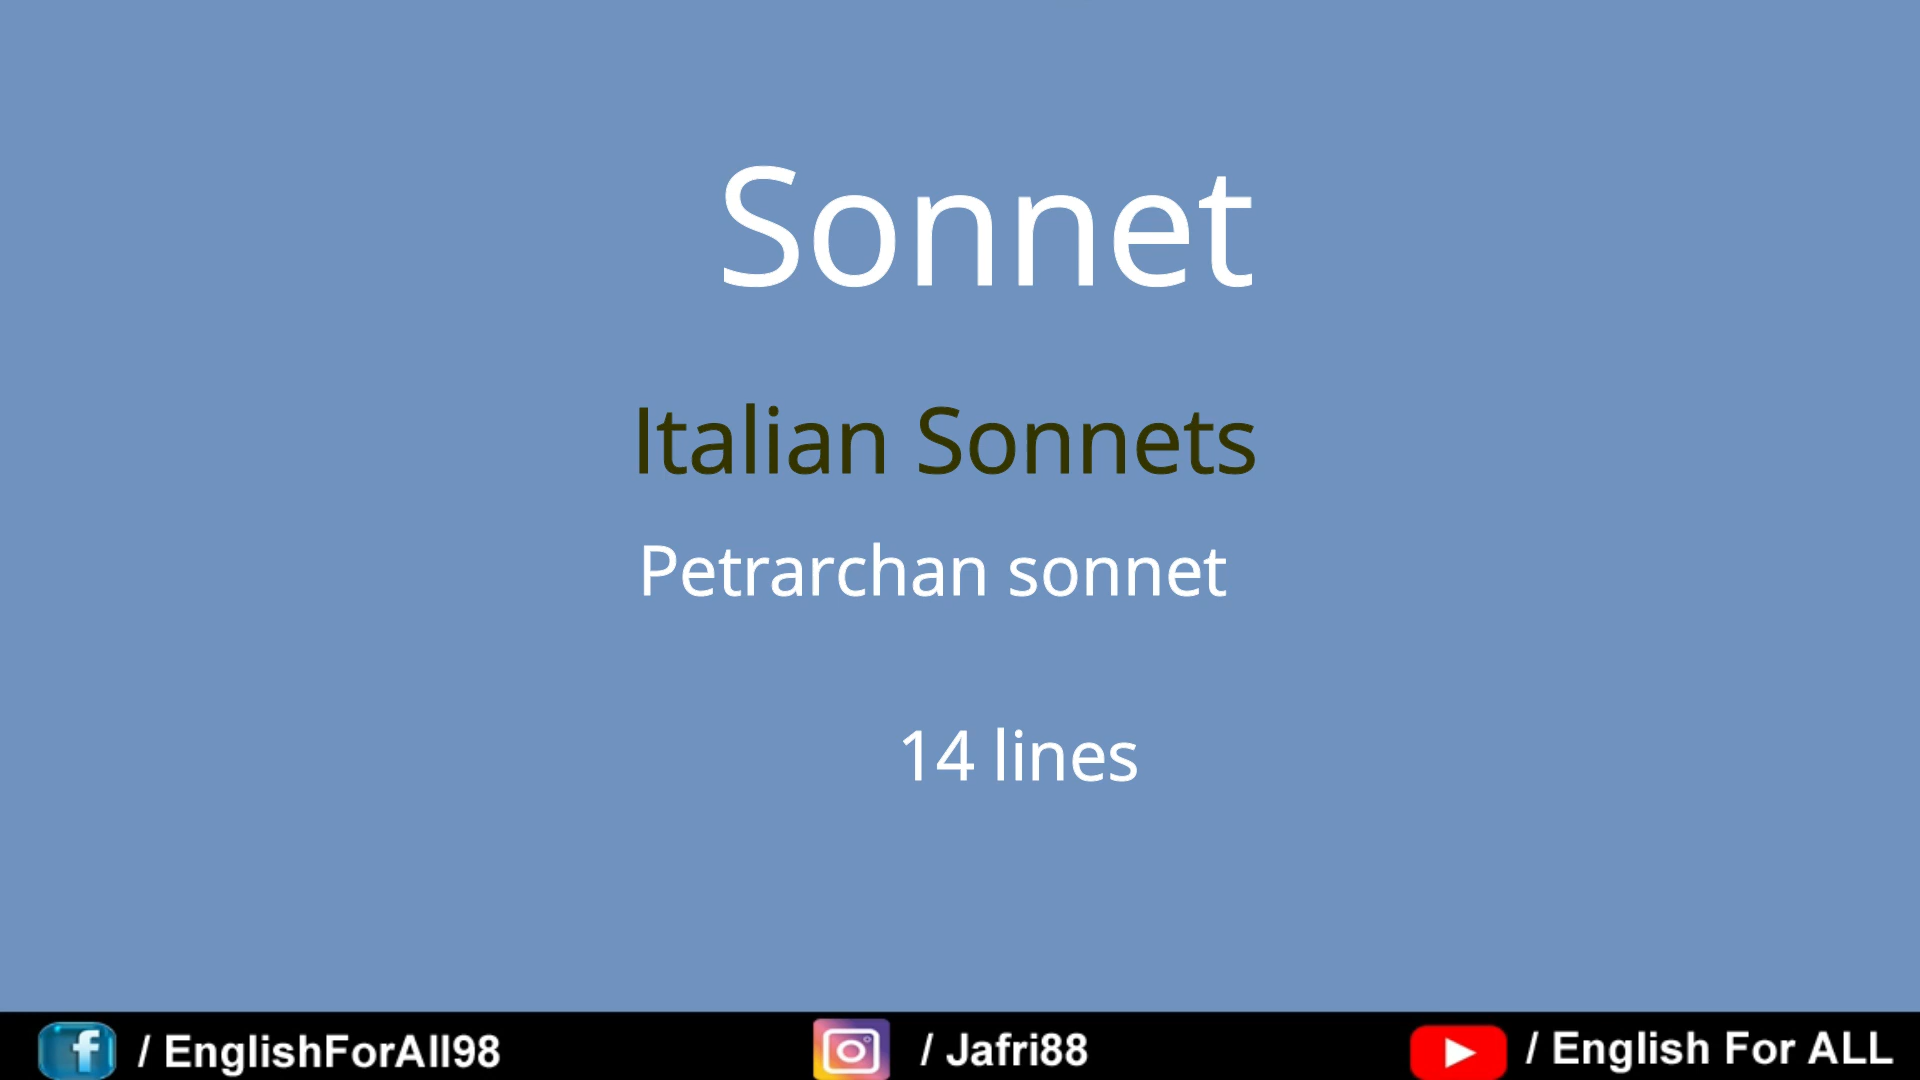 Sonnet
Italian Sonnets
Petrarchan sonnet
14 lines
/ EnglishForAll98
/ Jafri88
/ English For ALL